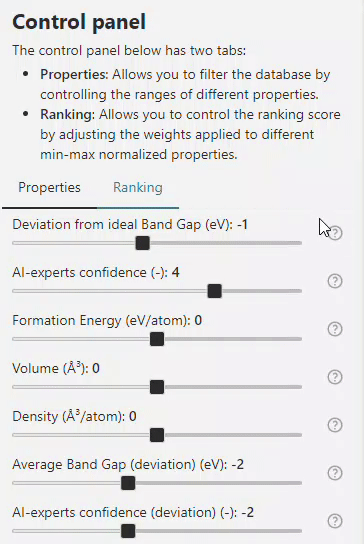 Control panel
The control panel below has two tabs:
• Properties: Allows you to filter the database by
controlling the ranges of different properties.
• Ranking: Allows you to control the ranking score
by adjusting the weights applied to different
min-max normalized properties.
Properties Ranking
Deviation from ideal Band Gap (eV): -1
?
AI-experts confidence (-): 4
?
Formation Energy (eV/atom): 0
?
Volume (Å³): 0
?
Density (Å³/atom): 0
?
Average Band Gap (deviation) (eV): -2
?
AI-experts confidence (deviation) (-): -2
?